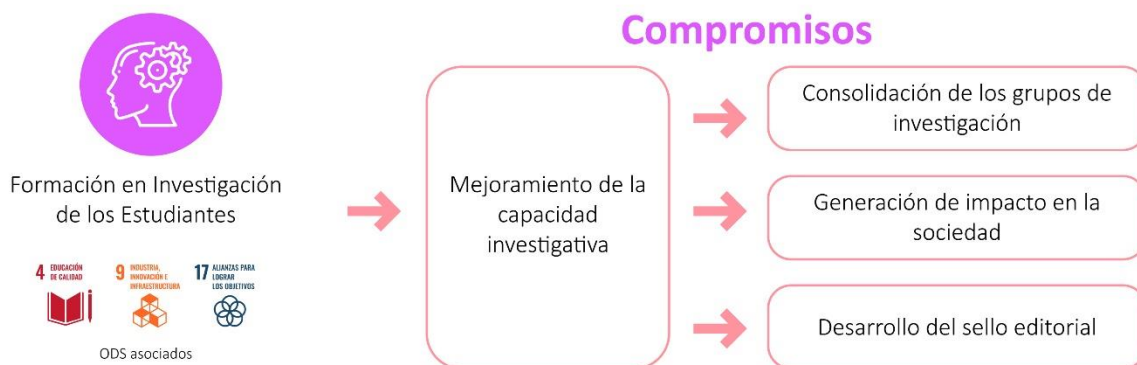 Compromisos
Formación en Investigación
de los Estudiantes
4 EDUCACIÓN
DE CALIDAD
9 INDUSTRIA,
INNOVACIÓN E
INFRAESTRUCTURA
17 ALIANZAS PARA
LOGRAR
LOS OBJETIVOS
ODS asociados
Mejoramiento de la
capacidad
investigativa
Consolidación de los grupos de
investigación
Generación de impacto en la
sociedad
Desarrollo del sello editorial